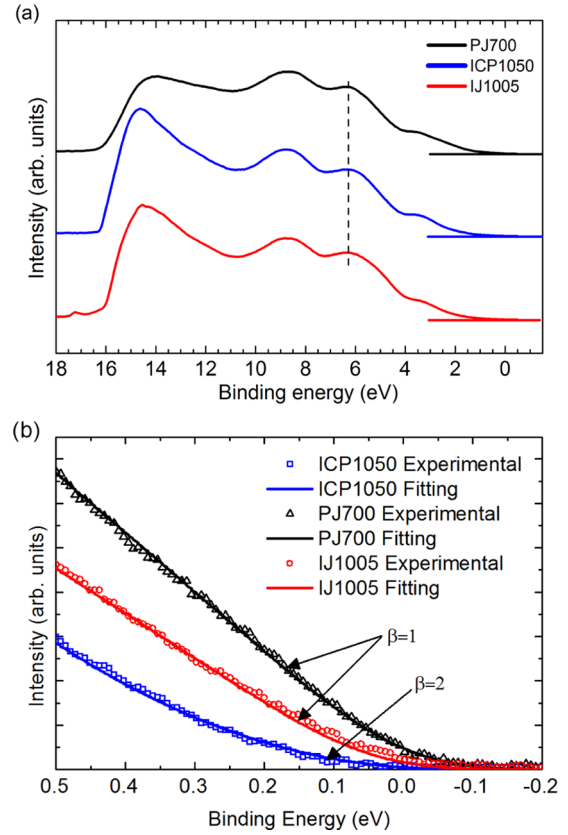 (a)
PJ700
ICP1050
IJ1005
Intensity (arb. units)
18 16 14 12 10 8 6 4 2 0
Binding energy (eV)
(b)
ICP1050 Experimental
ICP1050 Fitting
PJ700 Experimental
PJ700 Fitting
IJ1005 Experimental
IJ1005 Fitting
β=1
β=2
Intensity (arb. units)
0.5 0.4 0.3 0.2 0.1 0.0 -0.1 -0.2
Binding Energy (eV)